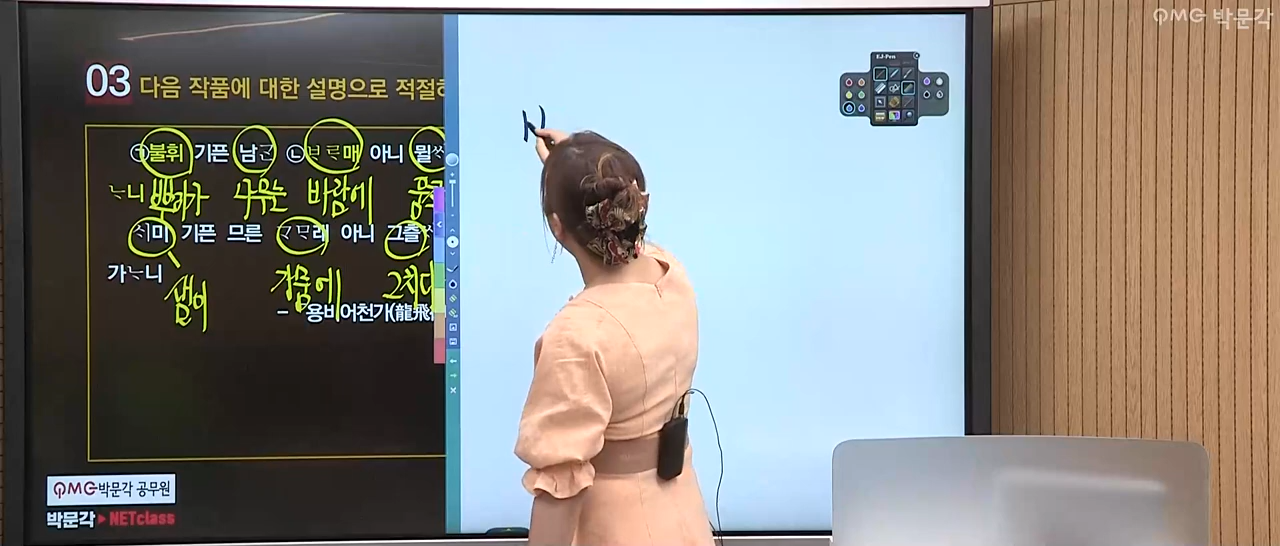 QMG 박문각
EJ-Pen
03 다음 작품에 대한 설명으로 적절하
㉠불휘 기픈 남ᄀᆞᆫ ㉡ᄇᆞᄅᆞ매 아니 뮐ᄊᆡ
ᄂᆞ니 뿌리가 나무는 바람에
ᄉᆡ미 기픈 므른 ᄀᆞᄆᆞ래 아니 그츨ᄊᆡ
가ᄂᆞ니
샘이 가뭄에 그치다
- 용비어천가(龍飛
QMG박문각 공무원
박문각 ▶ NETclass